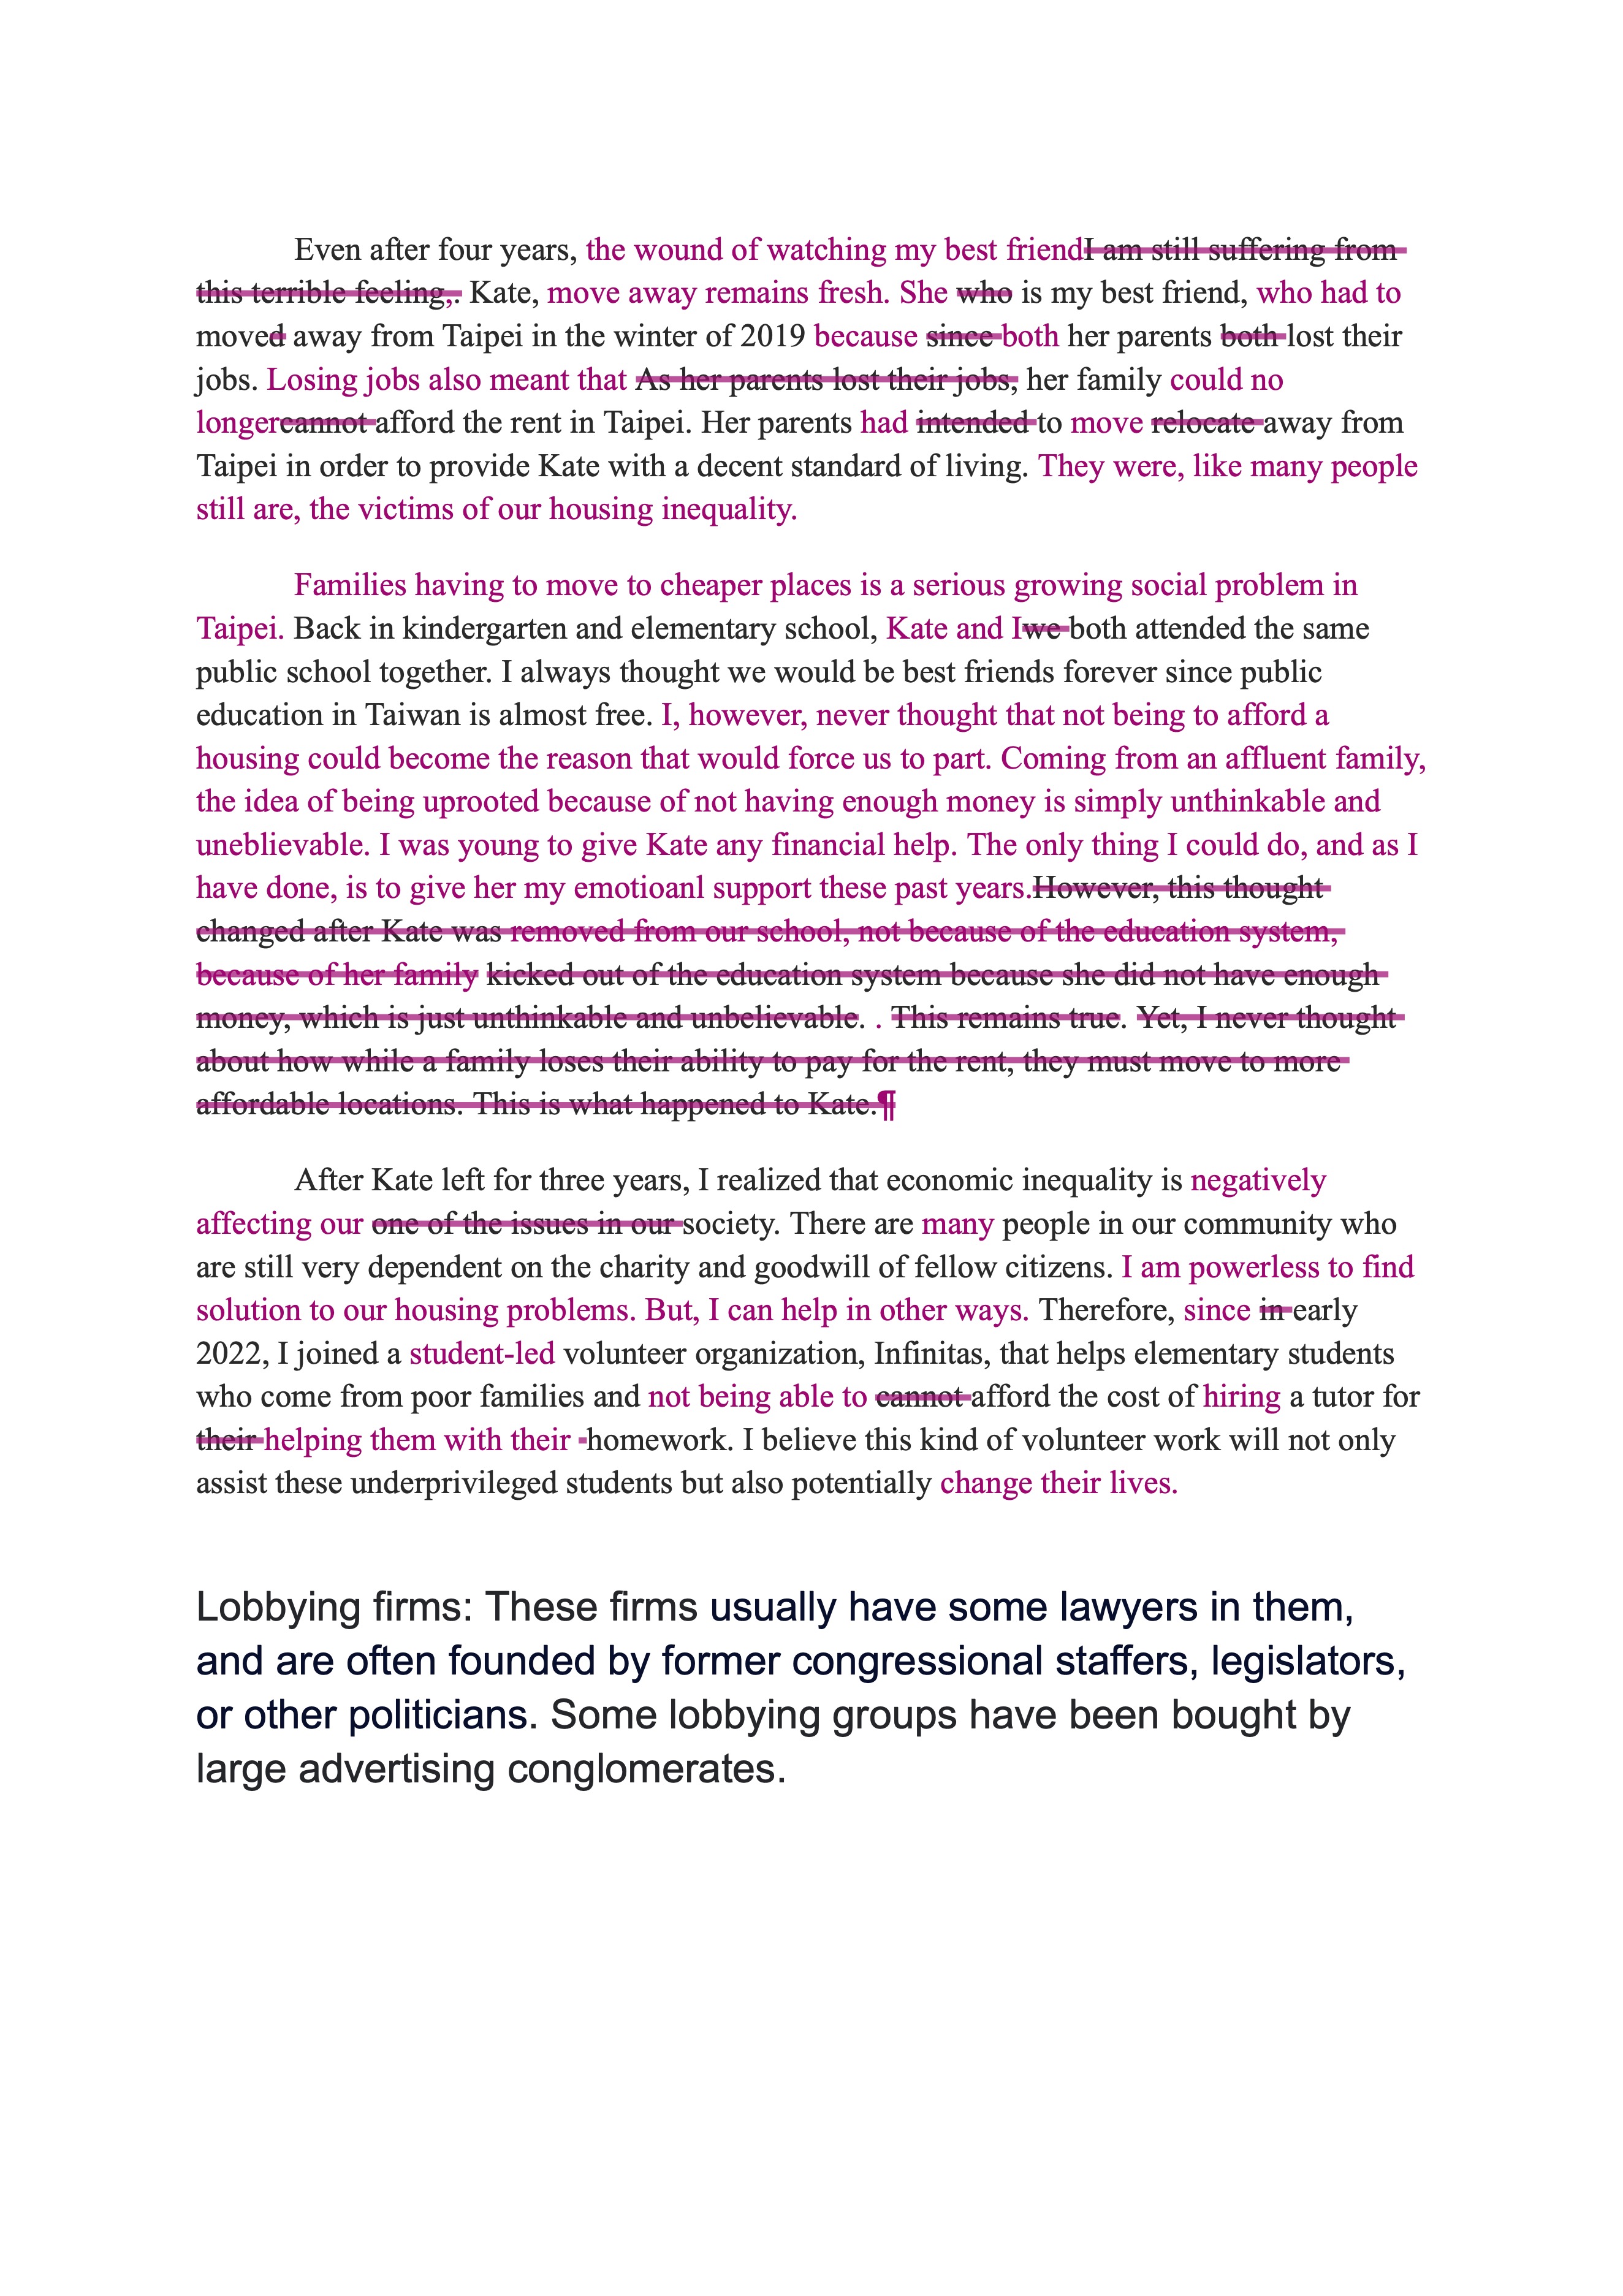 Even after four years, the wound of watching my best friendI am still suffering from
this terrible feeling,. Kate, move away remains fresh. She who is my best friend, who had to
moved away from Taipei in the winter of 2019 because since both her parents both lost their
jobs. Losing jobs also meant that As her parents lost their jobs, her family could no
longercannot afford the rent in Taipei. Her parents had intended to move relocate away from
Taipei in order to provide Kate with a decent standard of living. They were, like many people
still are, the victims of our housing inequality.
Families having to move to cheaper places is a serious growing social problem in
Taipei. Back in kindergarten and elementary school, Kate and Iwe both attended the same
public school together. I always thought we would be best friends forever since public
education in Taiwan is almost free. I, however, never thought that not being to afford a
housing could become the reason that would force us to part. Coming from an affluent family,
the idea of being uprooted because of not having enough money is simply unthinkable and
uneblievable. I was young to give Kate any financial help. The only thing I could do, and as I
have done, is to give her my emotioanl support these past years.However, this thought
changed after Kate was removed from our school, not because of the education system,
because of her family kicked out of the education system because she did not have enough
money, which is just unthinkable and unbelievable. . This remains true. Yet, I never thought
about how while a family loses their ability to pay for the rent, they must move to more
affordable locations. This is what happened to Kate.¶
After Kate left for three years, I realized that economic inequality is negatively
affecting our one of the issues in our society. There are many people in our community who
are still very dependent on the charity and goodwill of fellow citizens. I am powerless to find
solution to our housing problems. But, I can help in other ways. Therefore, since in early
2022, I joined a student-led volunteer organization, Infinitas, that helps elementary students
who come from poor families and not being able to cannot afford the cost of hiring a tutor for
their helping them with their homework. I believe this kind of volunteer work will not only
assist these underprivileged students but also potentially change their lives.
Lobbying firms: These firms usually have some lawyers in them,
and are often founded by former congressional staffers, legislators,
or other politicians. Some lobbying groups have been bought by
large advertising conglomerates.